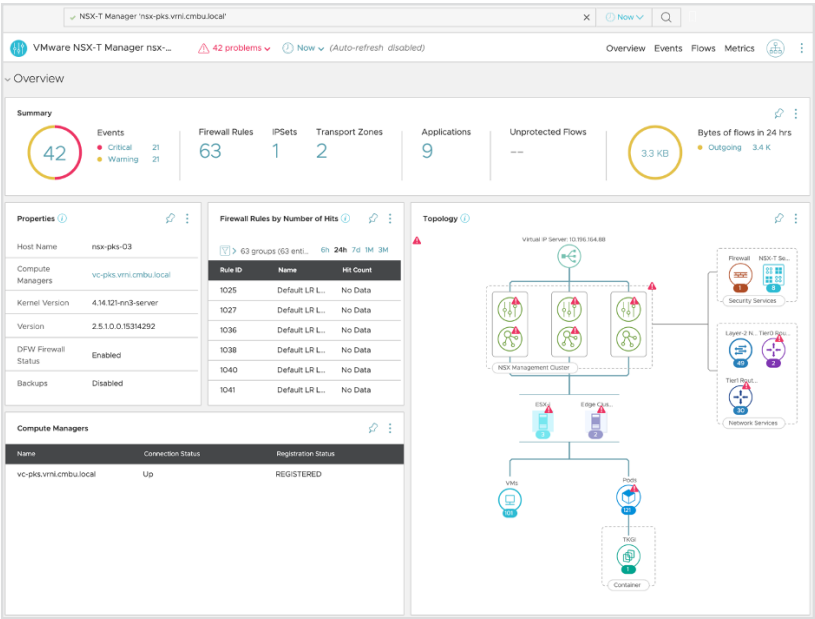 NSX-T Manager 'nsx-pks.vrni.cmbu.local'
Now
VMware NSX-T Manager nsx-...
42 problems
Now
(Auto-refresh disabled)
Overview Events Flows Metrics
Overview
Summary
42
Events
Critical 21
Warning 21
Firewall Rules
63
IPSets
1
Transport Zones
2
Applications
9
Unprotected Flows
--
3.3 KB
Bytes of flows in 24 hrs
Outgoing 3.4 K
Properties
Host Name nsx-pks-03
Compute
Managers
vc-pks.vrni.cmbu.local
Kernel Version 4.14.121-nn3-server
Version 2.5.1.0.0.15314292
DFW Firewall
Status
Enabled
Backups Disabled
Firewall Rules by Number of Hits
63 groups (63 enti... 6h 24h 7d 1M 3M
Rule ID Name Hit Count
1025 Default LR L... No Data
1027 Default LR L... No Data
1036 Default LR L... No Data
1038 Default LR L... No Data
1040 Default LR L... No Data
1041 Default LR L... No Data
Compute Managers
Name Connection Status Registration Status
vc-pks.vrni.cmbu.local Up REGISTERED
Topology
Virtual IP Server: 10.196.164.88
NSX Management Cluster
Firewall NSX-T Se...
1 8
Security Services
Layer-2 N... Tier0 Rou...
49 2
Tier1 Rout...
30
Network Services
ESXi Edge Clus...
3 2
VMs
103
Pods
121
TKGI
1
Container